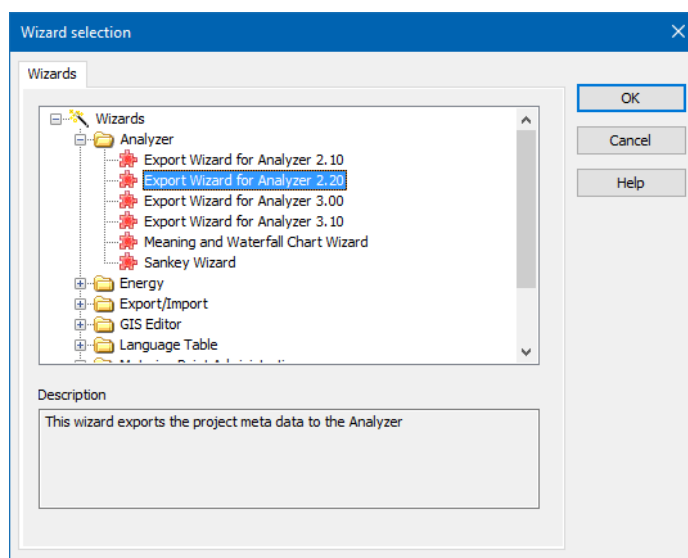 Wizard selection
Wizards
OK
Cancel
Help
Wizards
Analyzer
Export Wizard for Analyzer 2.10
Export Wizard for Analyzer 2.20
Export Wizard for Analyzer 3.00
Export Wizard for Analyzer 3.10
Meaning and Waterfall Chart Wizard
Sankey Wizard
Energy
Export/Import
GIS Editor
Language Table
Description
This wizard exports the project meta data to the Analyzer